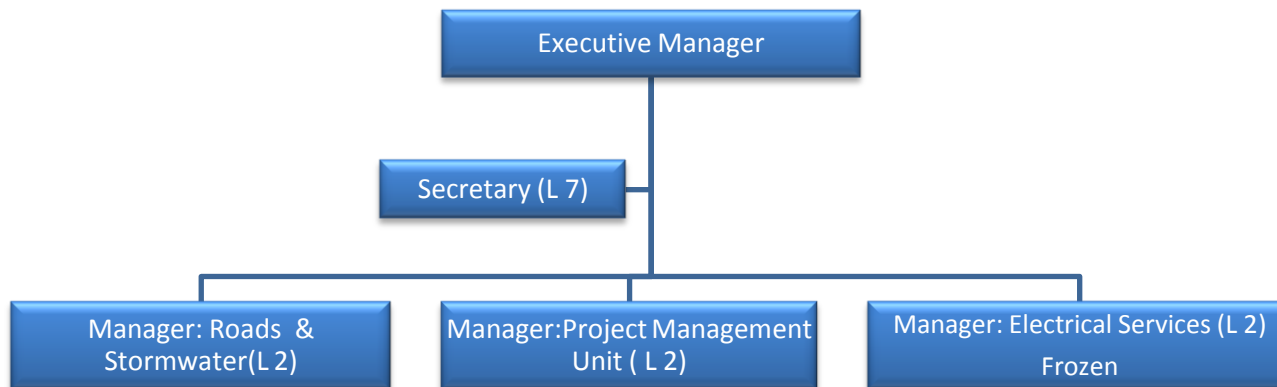 Executive Manager
Secretary (L 7)
Manager: Roads & 
Stormwater(L 2)
Manager:Project Management
Unit ( L 2)
Manager: Electrical Services (L 2)
Frozen